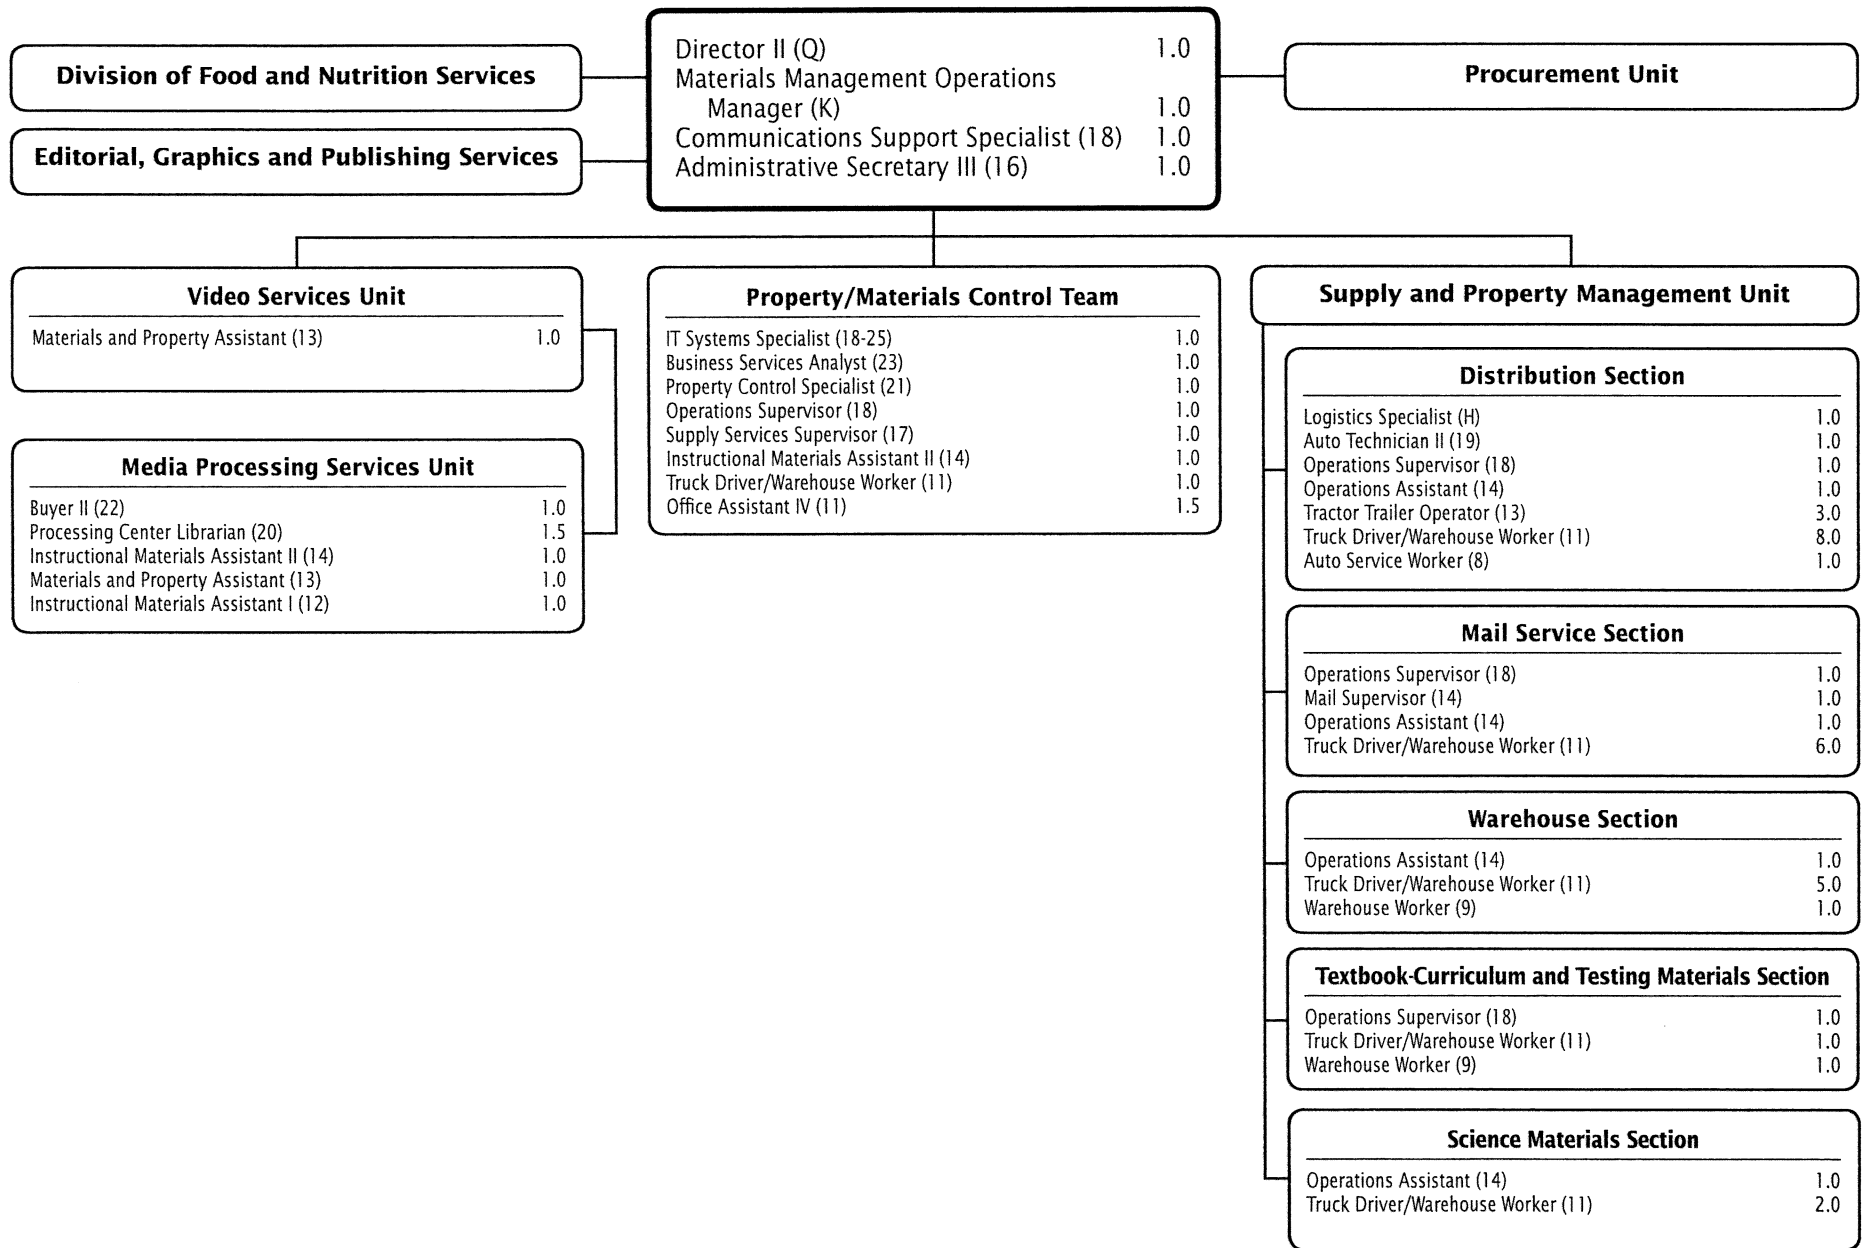 Division of Food and Nutrition Services
Editorial, Graphics and Publishing Services
Director II (Q) 1.0
Materials Management Operations
Manager (K) 1.0
Communications Support Specialist (18) 1.0
Administrative Secretary III (16) 1.0
Procurement Unit
Video Services Unit
Materials and Property Assistant (13) 1.0
Media Processing Services Unit
Buyer II (22) 1.0
Processing Center Librarian (20) 1.5
Instructional Materials Assistant II (14) 1.0
Materials and Property Assistant (13) 1.0
Instructional Materials Assistant I (12) 1.0
Property/Materials Control Team
IT Systems Specialist (18-25) 1.0
Business Services Analyst (23) 1.0
Property Control Specialist (21) 1.0
Operations Supervisor (18) 1.0
Supply Services Supervisor (17) 1.0
Instructional Materials Assistant II (14) 1.0
Truck Driver/Warehouse Worker (11) 1.0
Office Assistant IV (11) 1.5
Supply and Property Management Unit
Distribution Section
Logistics Specialist (H) 1.0
Auto Technician II (19) 1.0
Operations Supervisor (18) 1.0
Operations Assistant (14) 1.0
Tractor Trailer Operator (13) 3.0
Truck Driver/Warehouse Worker (11) 8.0
Auto Service Worker (8) 1.0
Mail Service Section
Operations Supervisor (18) 1.0
Mail Supervisor (14) 1.0
Operations Assistant (14) 1.0
Truck Driver/Warehouse Worker (11) 6.0
Warehouse Section
Operations Assistant (14) 1.0
Truck Driver/Warehouse Worker (11) 5.0
Warehouse Worker (9) 1.0
Textbook-Curriculum and Testing Materials Section
Operations Supervisor (18) 1.0
Truck Driver/Warehouse Worker (11) 1.0
Warehouse Worker (9) 1.0
Science Materials Section
Operations Assistant (14) 1.0
Truck Driver/Warehouse Worker (11) 2.0